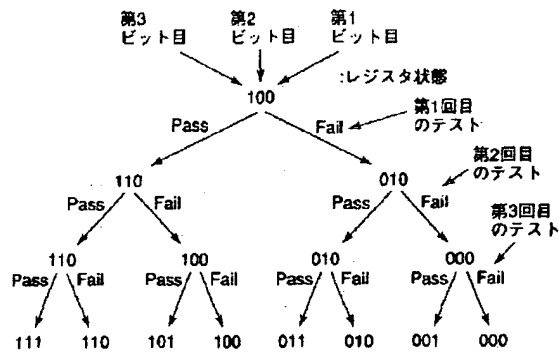 第3
ビット目
第2
ビット目
第1
ビット目
:レジスタ状態
100
Pass
Fail
第1回目
のテスト
110
010
第2回目
のテスト
Pass
Fail
Pass
Fail
第3回目
のテスト
110
100
010
000
Pass
Fail
Pass
Fail
Pass
Fail
Pass
Fail
111
110
101
100
011
010
001
000